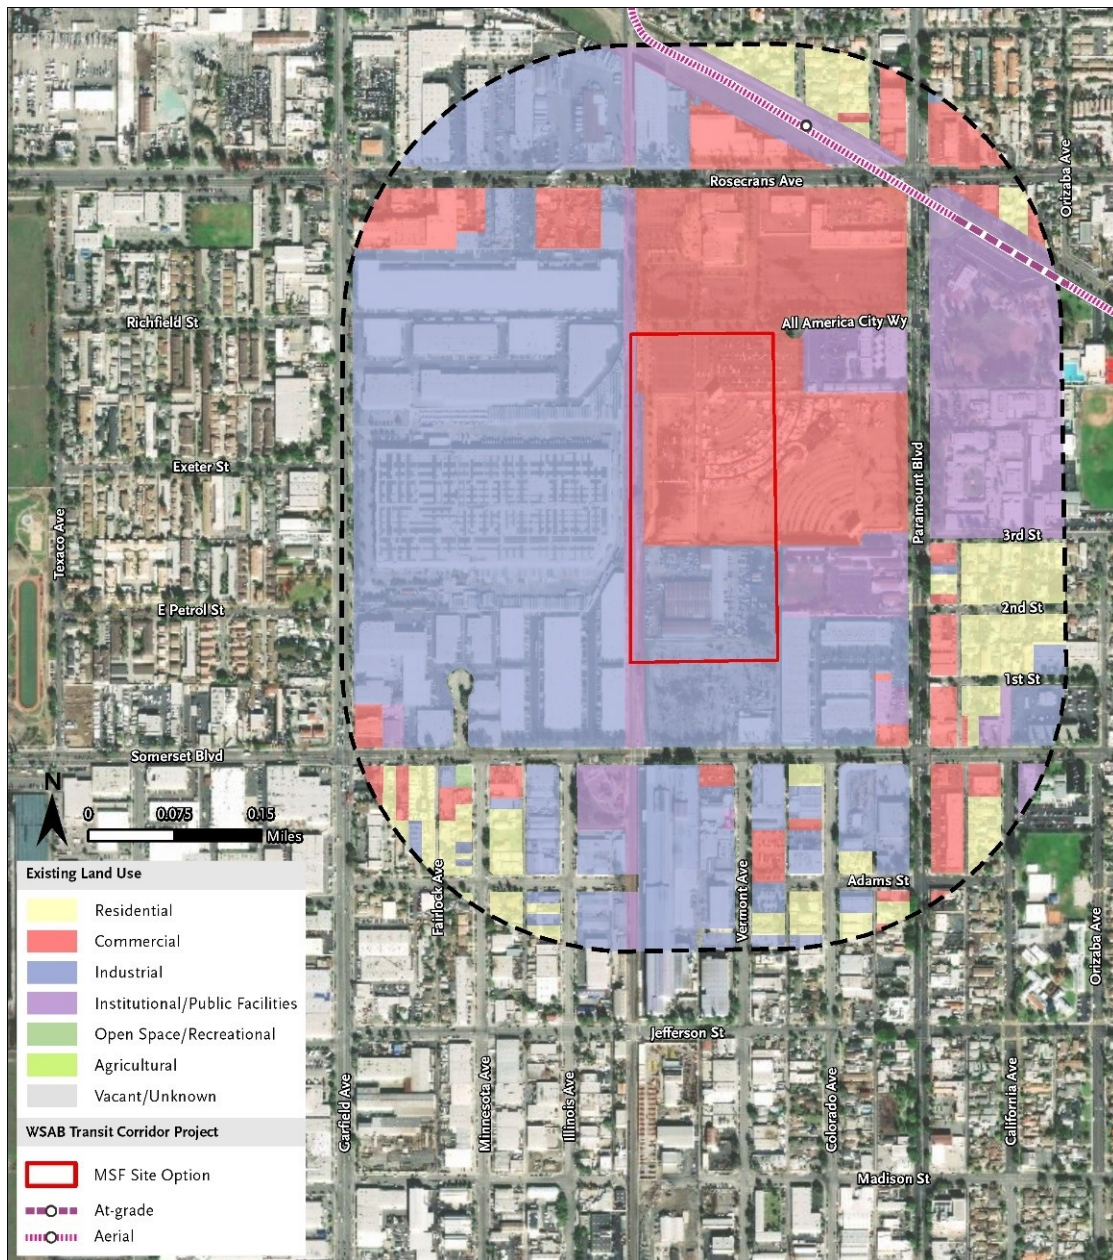 Orizaba Ave
Rosecrans Ave
Richfield St
All America City Wy
Exeter St
Paramount Blvd
Texaco Ave
3rd St
E Petrol St
2nd St
1st St
Somerset Blvd
N
0 0.075 0.15
Miles
Existing Land Use
Residential
Commercial
Industrial
Institutional/Public Facilities
Open Space/Recreational
Agricultural
Vacant/Unknown
WSAB Transit Corridor Project
MSF Site Option
At-grade
Aerial
Fairlock Ave
Vermont Ave
Adams St
Orizaba Ave
Jefferson St
Garfield Ave
Minnesota Ave
Illinois Ave
Colorado Ave
California Ave
Madison St